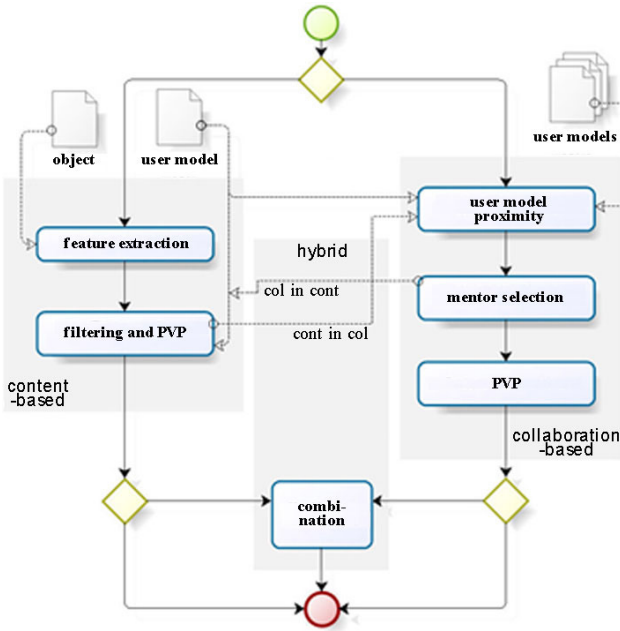 object
user model
user models
user model
proximity
feature extraction
hybrid
col in cont
mentor selection
filtering and PVP
cont in col
PVP
content
-based
collaboration
-based
combi-
nation